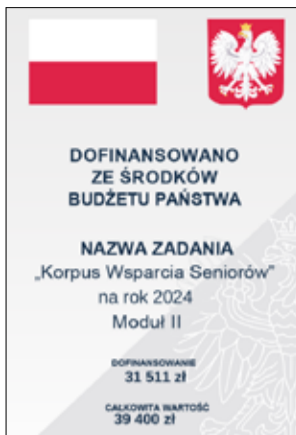 DOFINANSOWANO
ZE ŚRODKÓW
BUDŻETU PAŃSTWA
NAZWA ZADANIA
„Korpus Wsparcia Seniorów”
na rok 2024
Moduł II
DOFINANSOWANIE
31 511 zł
CAŁKOWITA WARTOŚĆ
39 400 zł